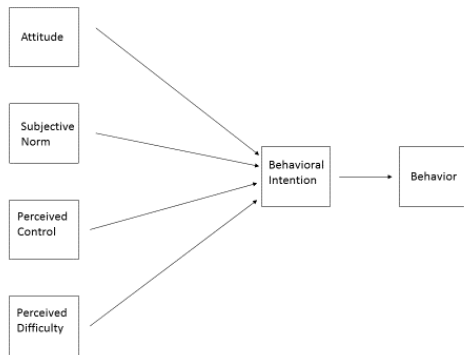 Attitude
Subjective
Norm
Behavioral
Intention
Behavior
Perceived
Control
Perceived
Difficulty